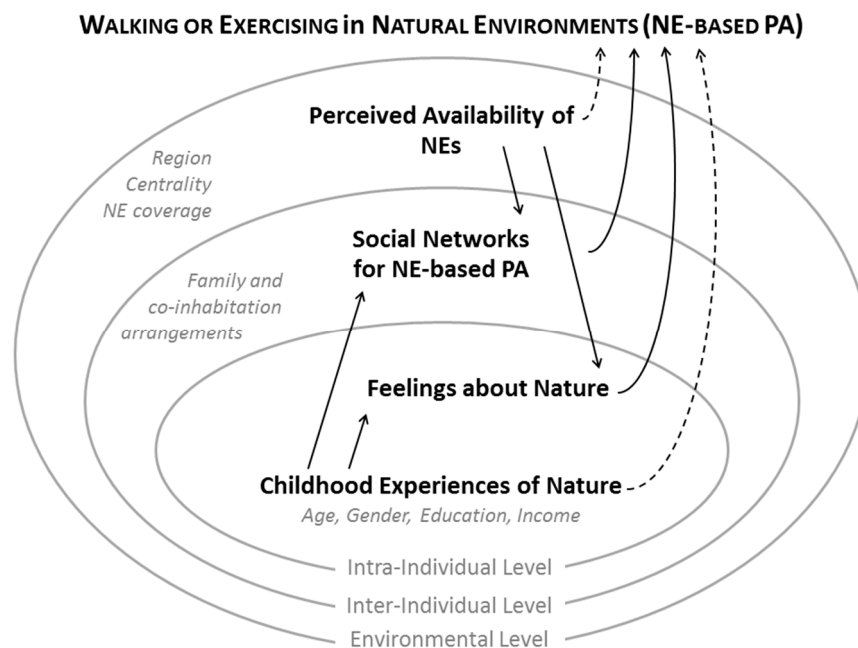 WALKING OR EXERCISING in NATURAL ENVIRONMENTS (NE-BASED PA)
Perceived Availability of
NEs
Region
Centrality
NE coverage
Social Networks
for NE-based PA
Family and
co-inhabitation
arrangements
Feelings about Nature
Childhood Experiences of Nature
Age, Gender, Education, Income
Intra-Individual Level
Inter-Individual Level
Environmental Level